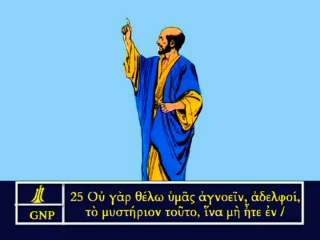 25 Οὐ γὰρ θέλω ὑμᾶς ἀγνοεῖν, ἀδελφοί,
τὸ μυστήριον τοῦτο, ἵνα μὴ ἦτε ἐν /
GNP